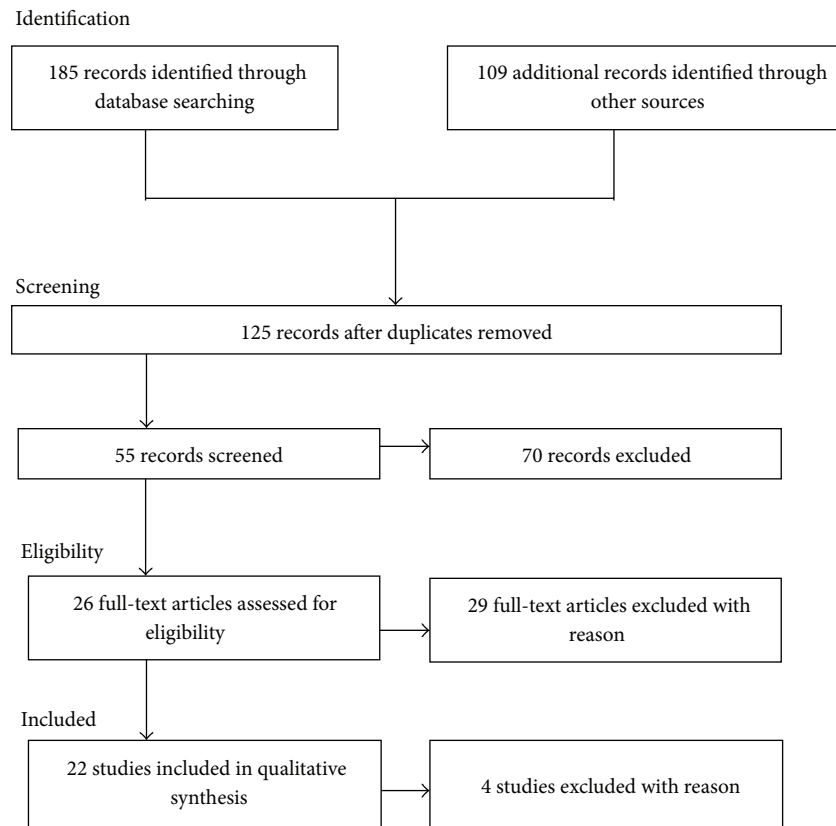 Identification
185 records identified through
database searching
109 additional records identified through
other sources
Screening
125 records after duplicates removed
55 records screened
70 records excluded
Eligibility
26 full-text articles assessed for
eligibility
29 full-text articles excluded with
reason
Included
22 studies included in qualitative
synthesis
4 studies excluded with reason